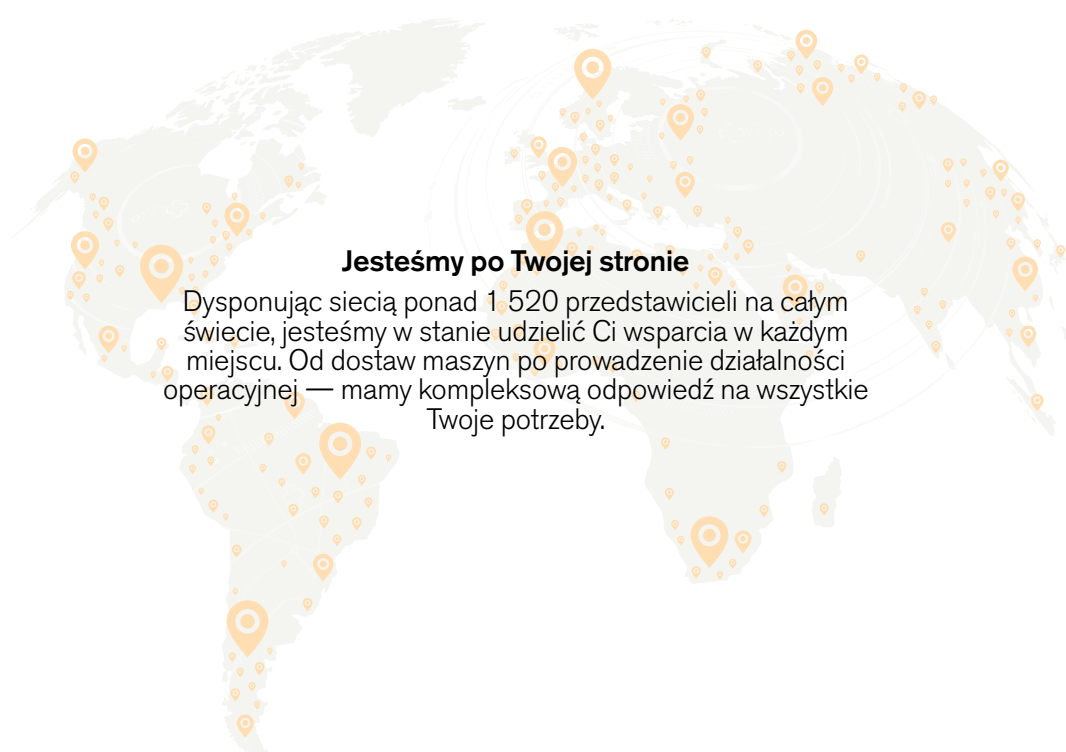 Jesteśmy po Twojej stronie
Dysponując siecią ponad 1 520 przedstawicieli na całym
świecie, jesteśmy w stanie udzielić Ci wsparcia w każdym
miejscu. Od dostaw maszyn po prowadzenie działalności
operacyjnej — mamy kompleksową odpowiedź na wszystkie
Twoje potrzeby.